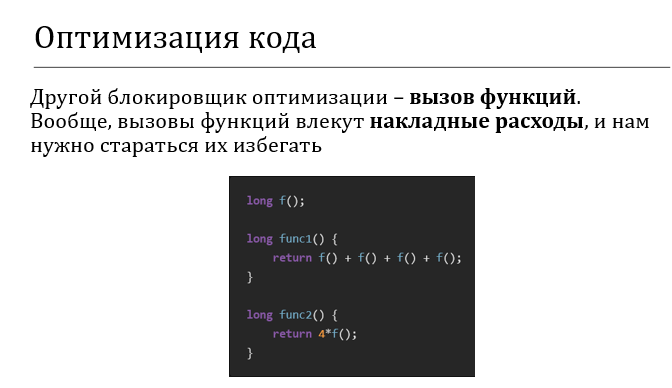 Оптимизация кода
Другой блокировщик оптимизации – вызов функций.
Вообще, вызовы функций влекут накладные расходы, и нам
нужно стараться их избегать
long f();
long func1() {
    return f() + f() + f() + f();
}
long func2() {
    return 4*f();
}